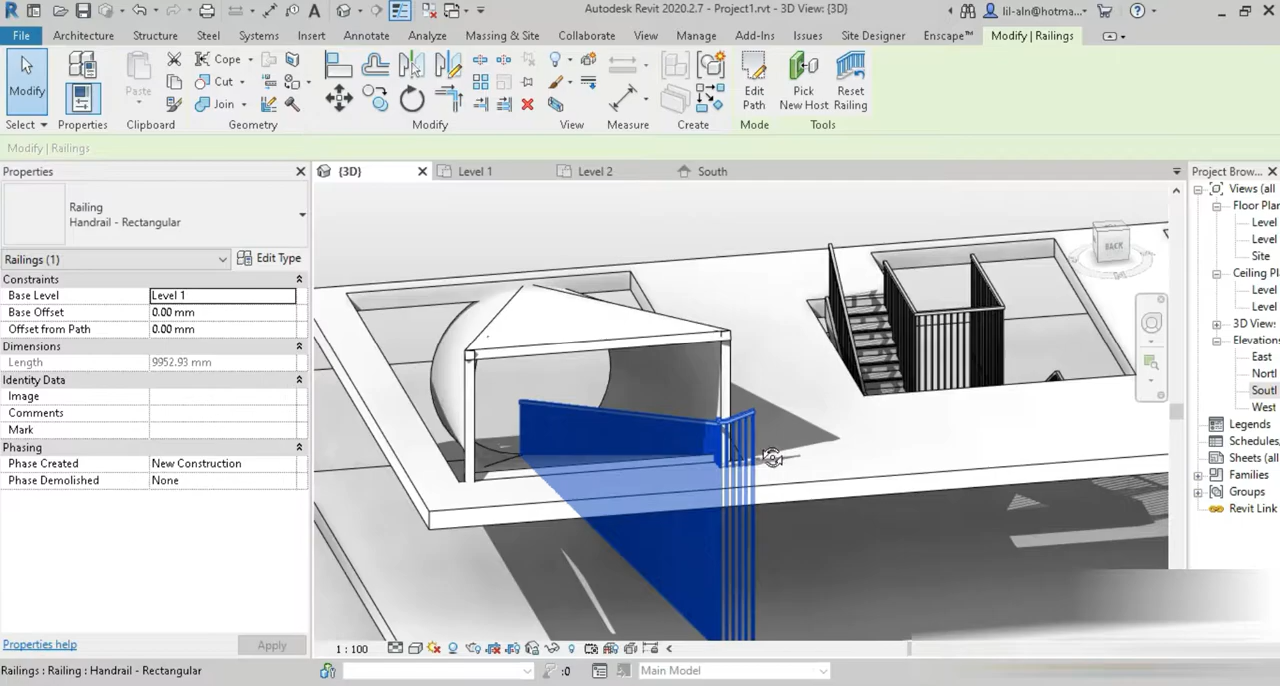 Autodesk Revit 2020.2.7 - Project1.rvt - 3D View: {3D}
lil-aln@hotma...
File Architecture Structure Steel Systems Insert Annotate Analyze Massing & Site Collaborate View Manage Add-Ins Issues Site Designer Enscape™ Modify | Railings
Modify
Paste
Cope
Cut
Join
Edit Path
Pick New Host
Reset Railing
Select Properties Clipboard Geometry Modify View Measure Create Mode Tools
Modify | Railings
Properties
{3D} Level 1 Level 2 South
Project Brow...
Railing
Handrail - Rectangular
Railings (1)
Edit Type
Constraints
Base Level Level 1
Base Offset 0.00 mm
Offset from Path 0.00 mm
Dimensions
Length 9952.93 mm
Identity Data
Image
Comments
Mark
Phasing
Phase Created New Construction
Phase Demolished None
Properties help
Apply
BACK
Views (all
Floor Plan
Level
Level
Site
Ceiling Pl
Level
Level
3D View:
Elevations
East
Nortl
Soutl
West
Legends
Schedules,
Sheets (all
Families
Groups
Revit Link
1 : 100
Railings : Railing : Handrail - Rectangular
:0
Main Model